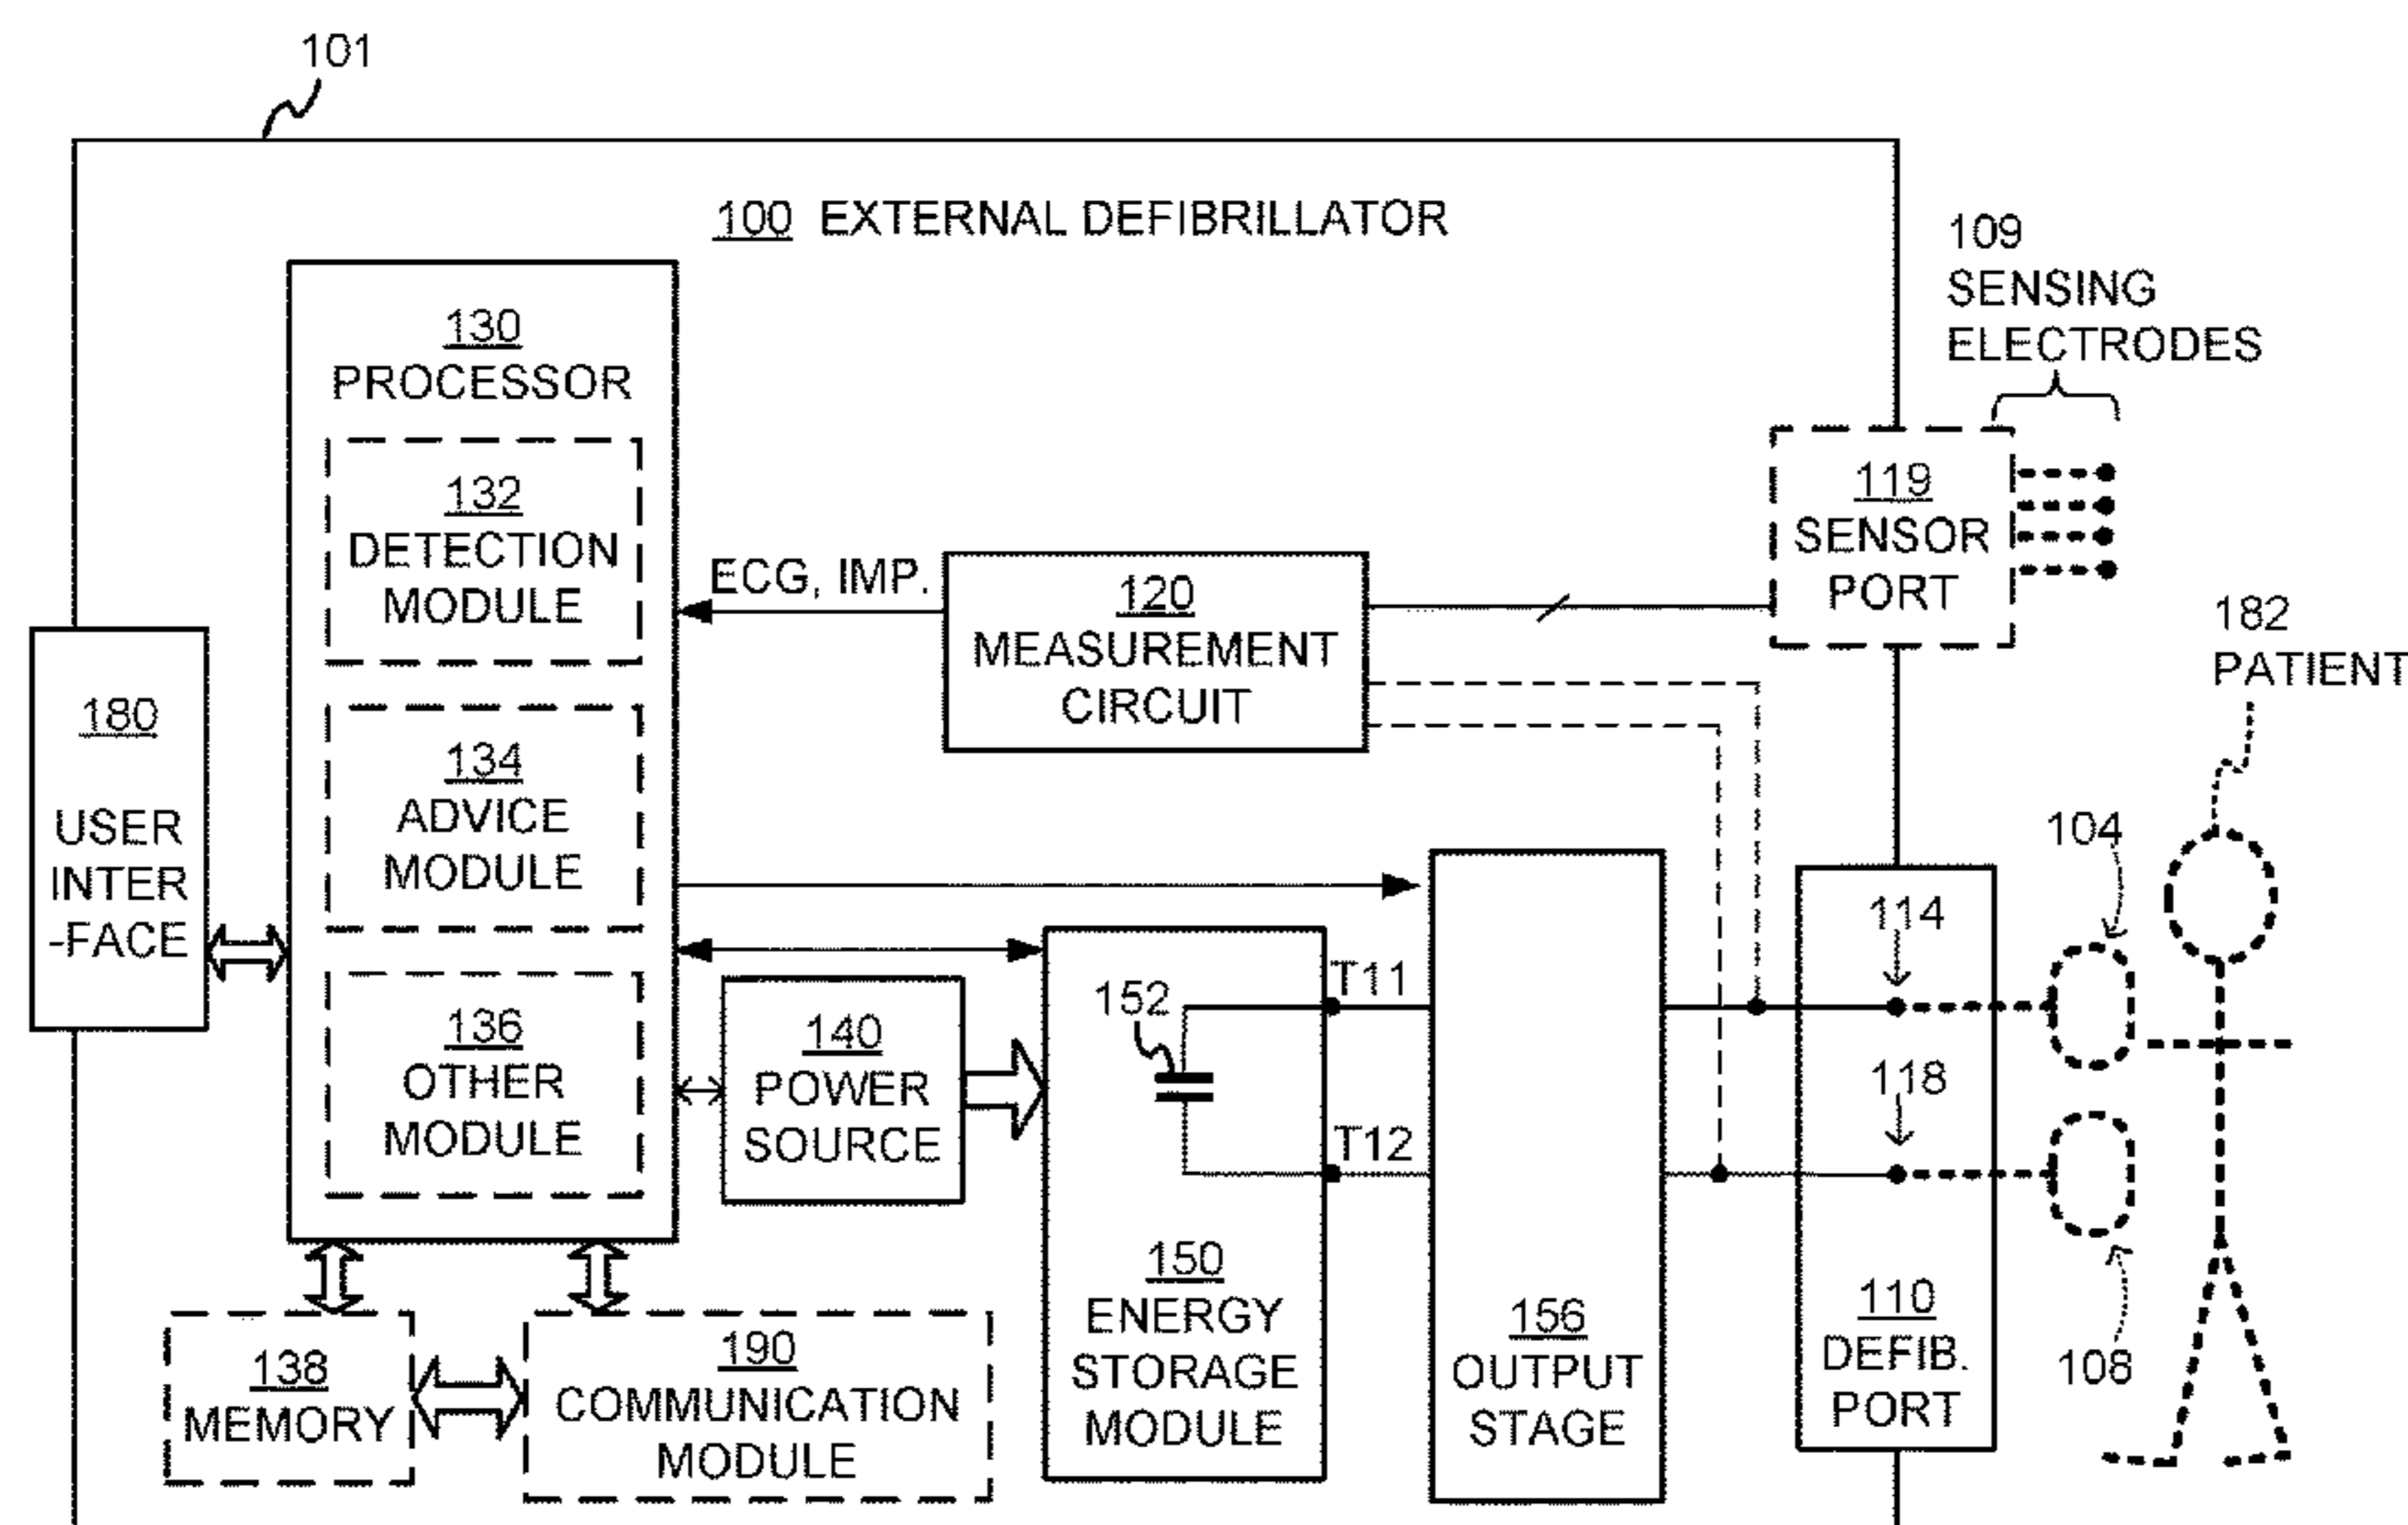 101
100 EXTERNAL DEFIBRILLATOR
109
SENSING
ELECTRODES
130
PROCESSOR
132
DETECTION
MODULE
134
ADVICE
MODULE
136
OTHER
MODULE
ECG, IMP.
120
MEASUREMENT
CIRCUIT
119
SENSOR
PORT
182
PATIENT
180
USER
INTER
-FACE
104
114
118
108
110
DEFIB.
PORT
140
POWER
SOURCE
152
T11
T12
150
ENERGY
STORAGE
MODULE
156
OUTPUT
STAGE
138
MEMORY
190
COMMUNICATION
MODULE